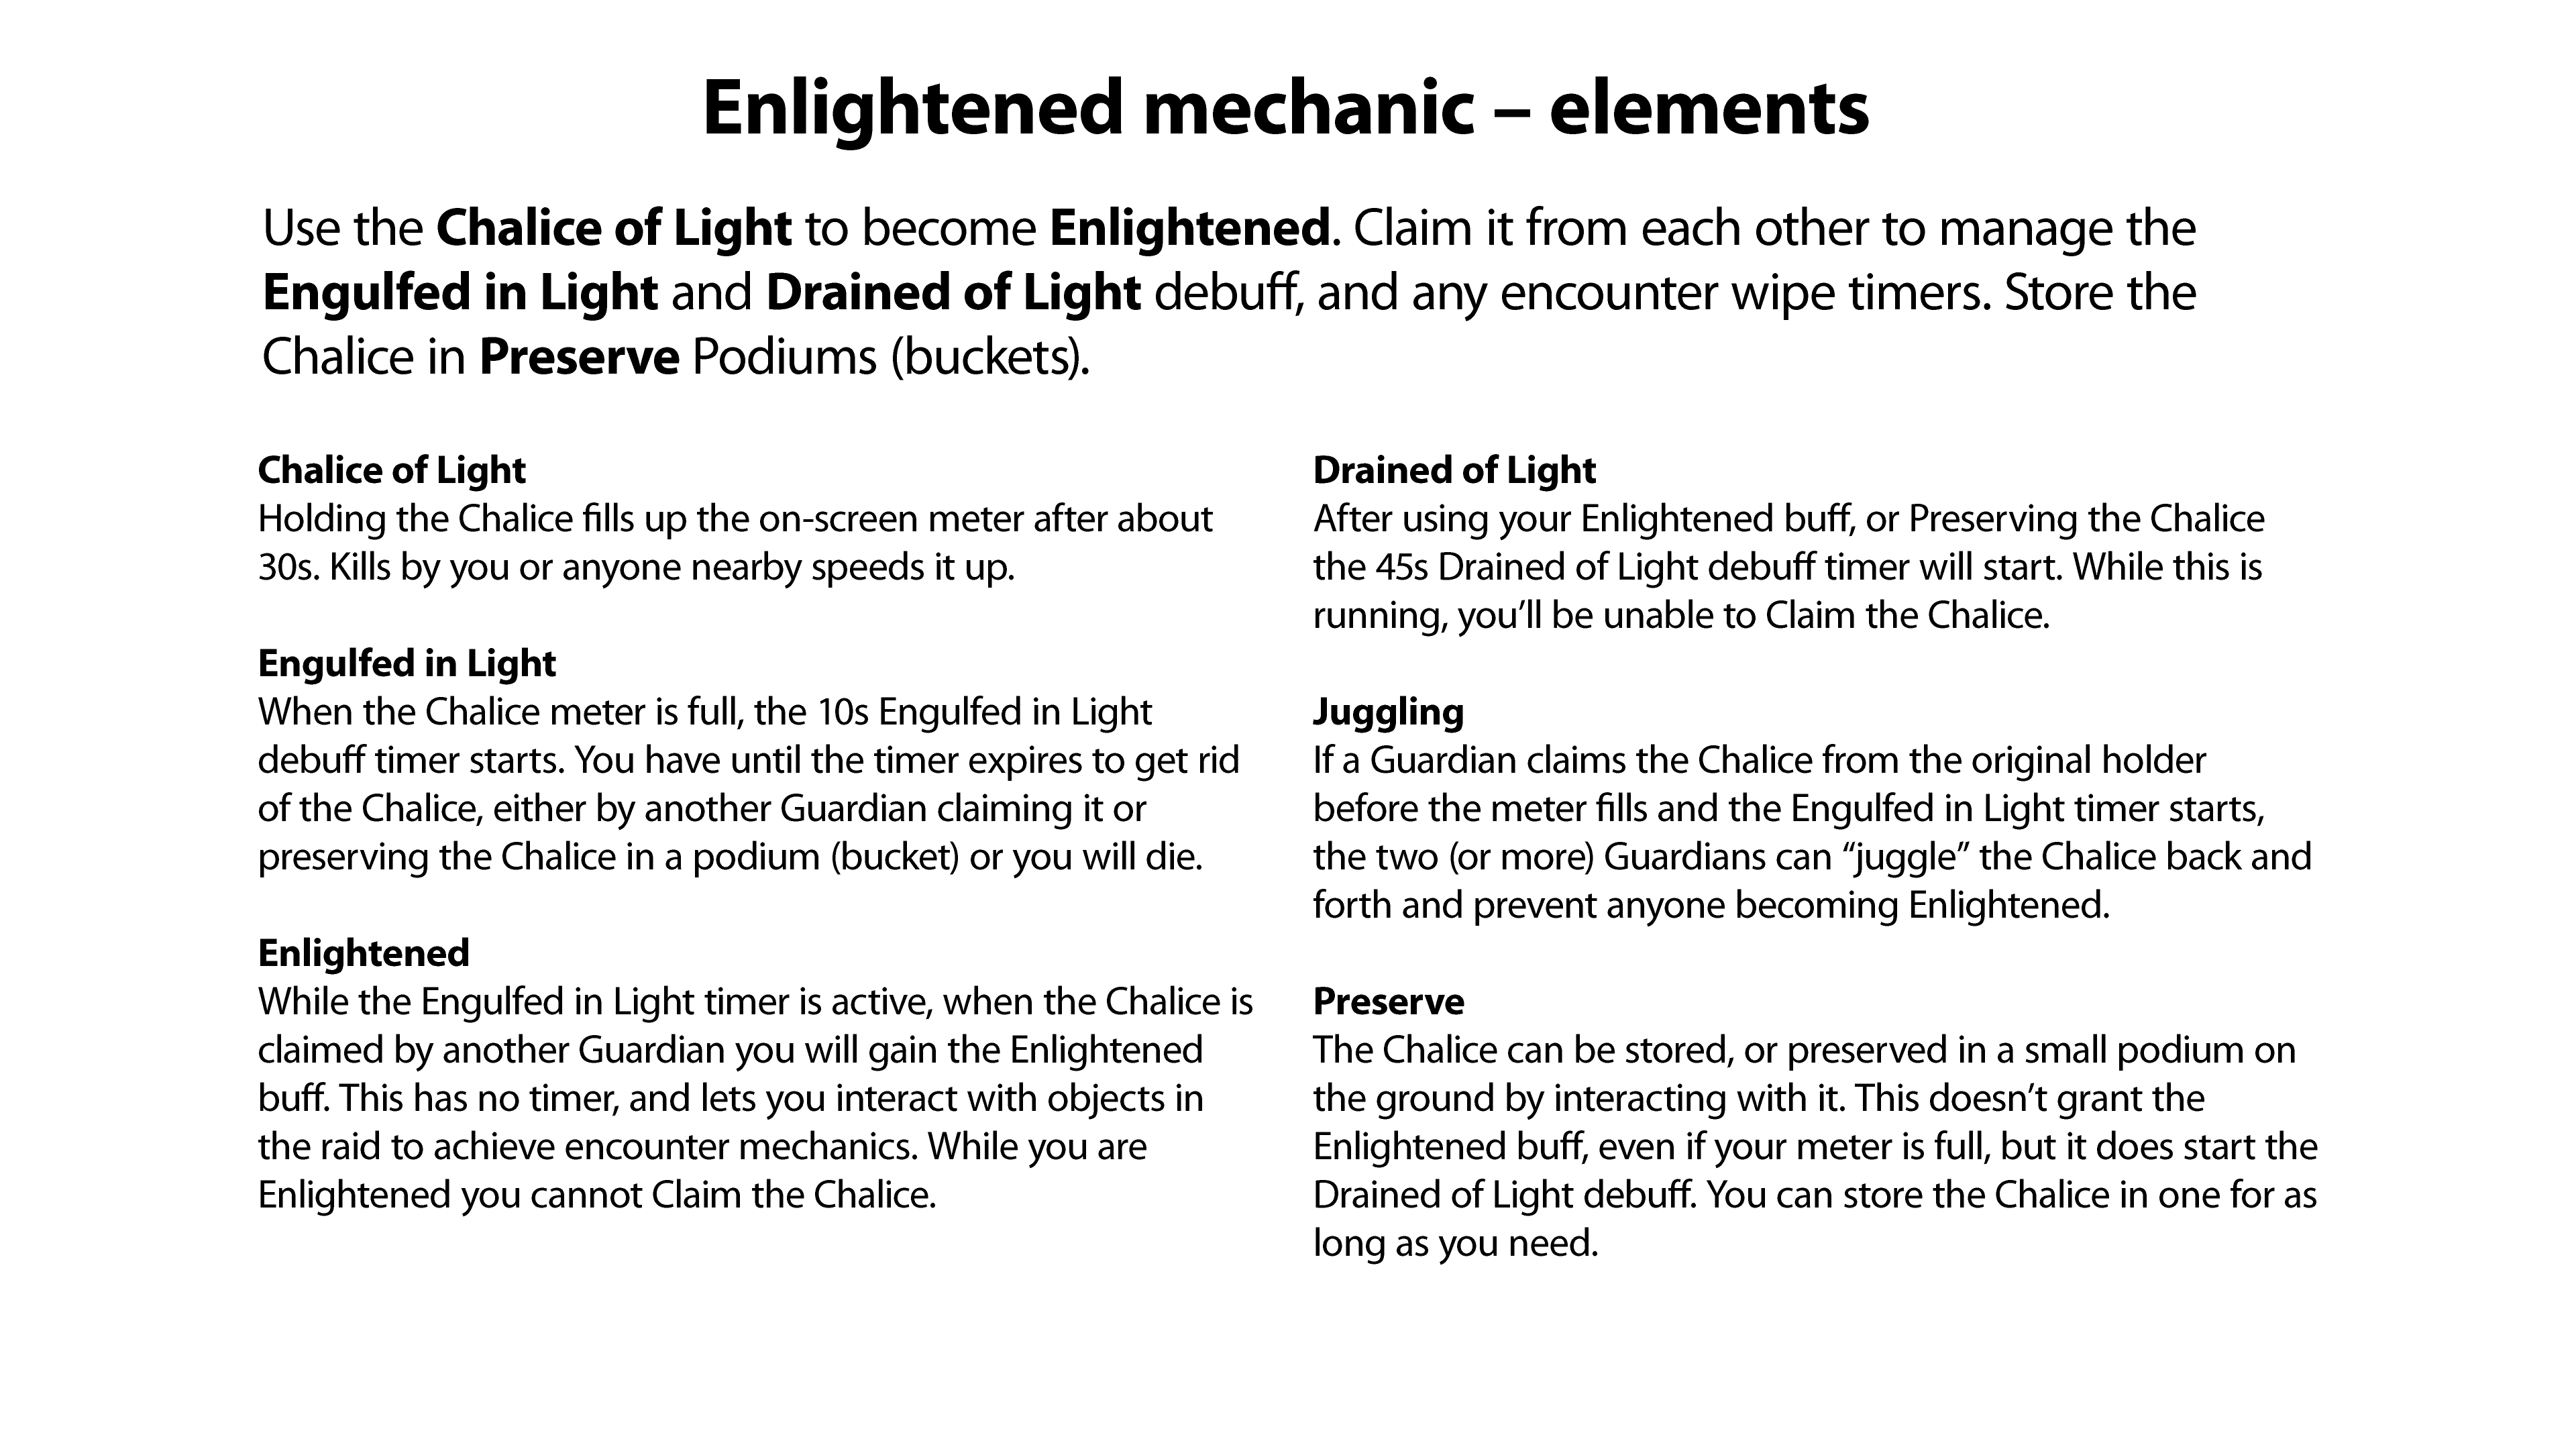 Enlightened mechanic – elements
Use the Chalice of Light to become Enlightened. Claim it from each other to manage the
Engulfed in Light and Drained of Light debuff, and any encounter wipe timers. Store the
Chalice in Preserve Podiums (buckets).
Chalice of Light
Holding the Chalice fills up the on-screen meter after about
30s. Kills by you or anyone nearby speeds it up.
Engulfed in Light
When the Chalice meter is full, the 10s Engulfed in Light
debuff timer starts. You have until the timer expires to get rid
of the Chalice, either by another Guardian claiming it or
preserving the Chalice in a podium (bucket) or you will die.
Enlightened
While the Engulfed in Light timer is active, when the Chalice is
claimed by another Guardian you will gain the Enlightened
buff. This has no timer, and lets you interact with objects in
the raid to achieve encounter mechanics. While you are
Enlightened you cannot Claim the Chalice.
Drained of Light
After using your Enlightened buff, or Preserving the Chalice
the 45s Drained of Light debuff timer will start. While this is
running, you’ll be unable to Claim the Chalice.
Juggling
If a Guardian claims the Chalice from the original holder
before the meter fills and the Engulfed in Light timer starts,
the two (or more) Guardians can “juggle” the Chalice back and
forth and prevent anyone becoming Enlightened.
Preserve
The Chalice can be stored, or preserved in a small podium on
the ground by interacting with it. This doesn’t grant the
Enlightened buff, even if your meter is full, but it does start the
Drained of Light debuff. You can store the Chalice in one for as
long as you need.